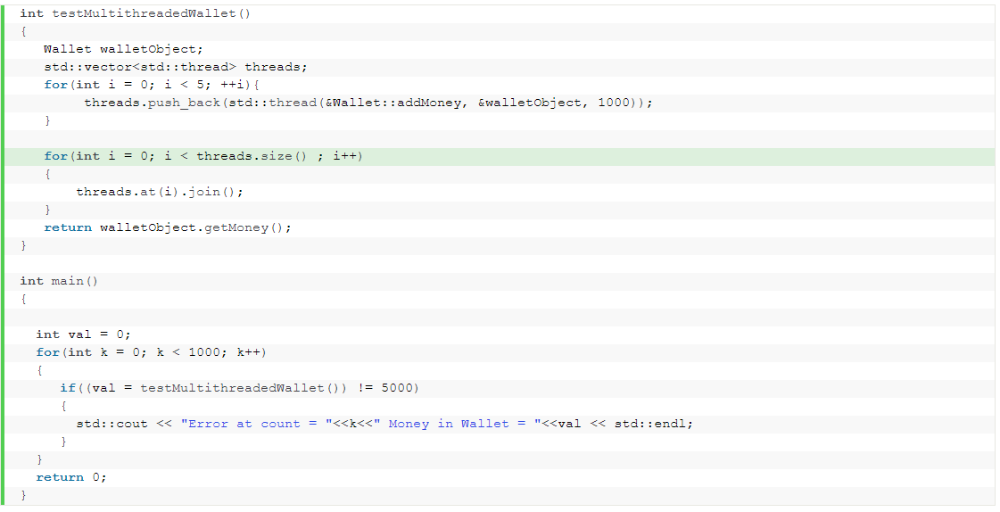 int testMultithreadedWallet()
{
   Wallet walletObject;
   std::vector<std::thread> threads;
   for(int i = 0; i < 5; ++i){
        threads.push_back(std::thread(&Wallet::addMoney, &walletObject, 1000));
   }

   for(int i = 0; i < threads.size() ; i++)
   {
       threads.at(i).join();
   }
   return walletObject.getMoney();
}

int main()
{

  int val = 0;
  for(int k = 0; k < 1000; k++)
  {
     if((val = testMultithreadedWallet()) != 5000)
     {
       std::cout << "Error at count = "<<k<<" Money in Wallet = "<<val << std::endl;
     }
  }
  return 0;
}